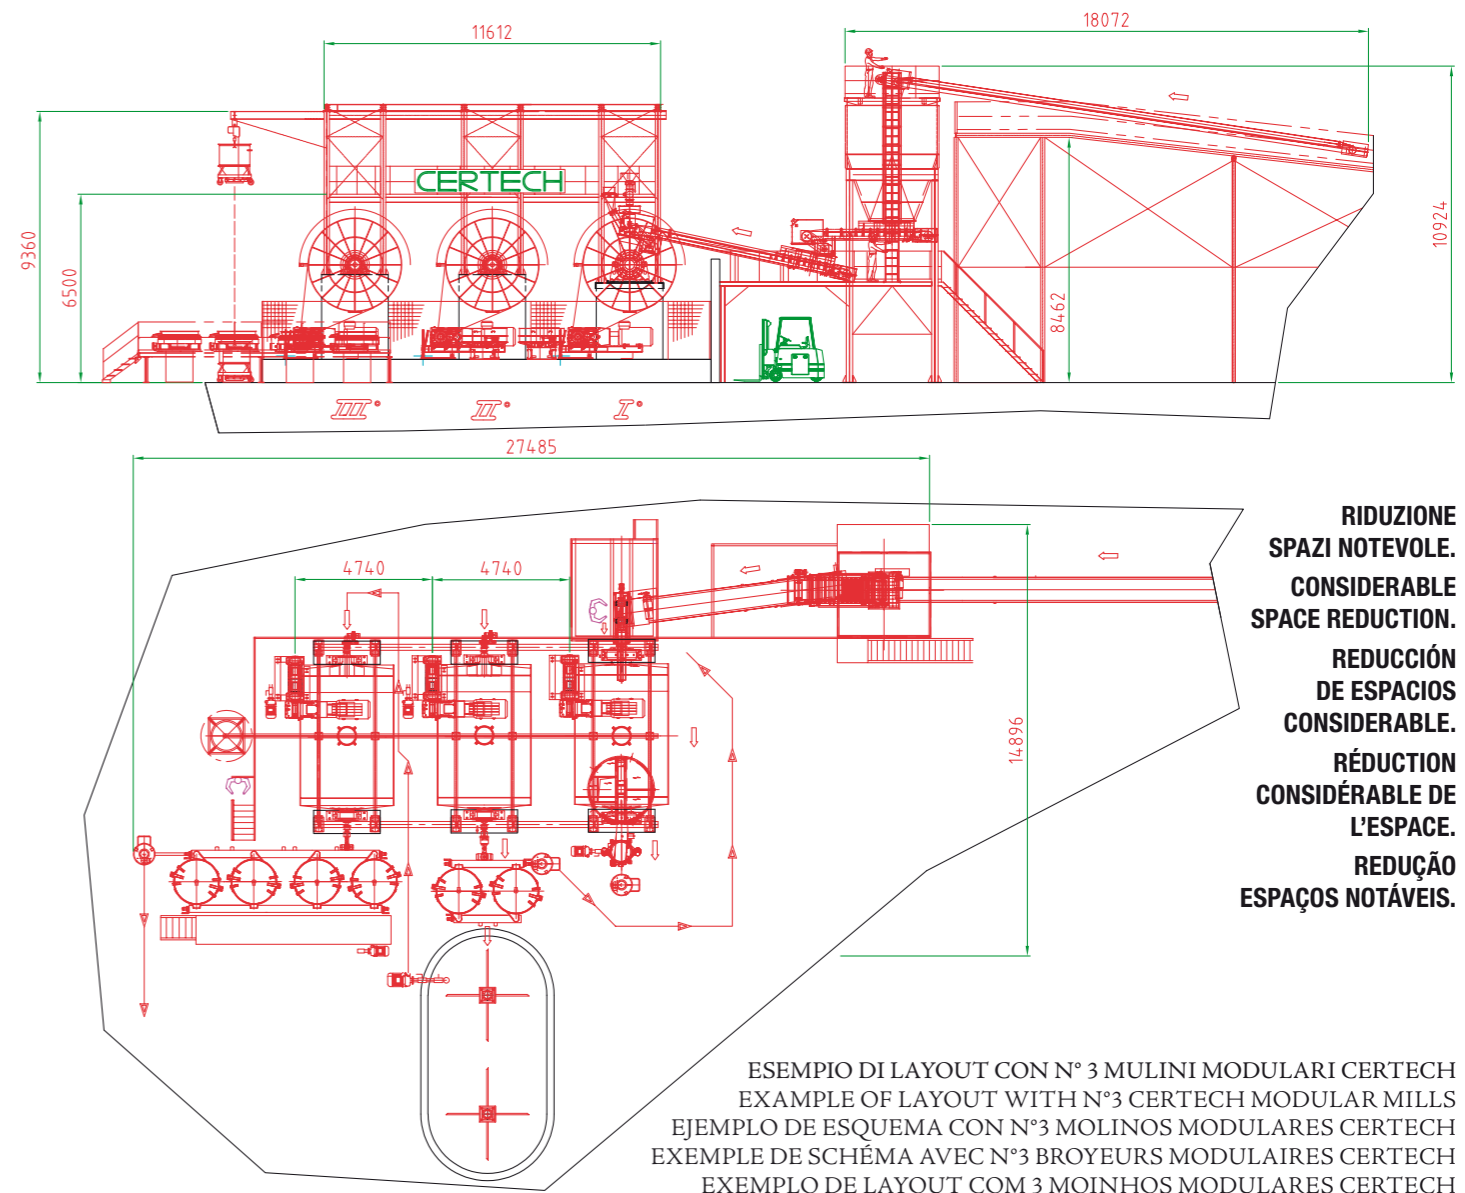 11612
18072
CERTECH
9360
6500
10924
8462
III°
II°
I°
27485
4740
4740
14896
RIDUZIONE
SPAZI NOTEVOLE.
CONSIDERABLE
SPACE REDUCTION.
REDUCCIÓN
DE ESPACIOS
CONSIDERABLE.
RÉDUCTION
CONSIDÉRABLE DE
L'ESPACE.
REDUÇÃO
ESPAÇOS NOTÁVEIS.
ESEMPIO DI LAYOUT CON N° 3 MULINI MODULARI CERTECH
EXAMPLE OF LAYOUT WITH N°3 CERTECH MODULAR MILLS
EJEMPLO DE ESQUEMA CON N°3 MOLINOS MODULARES CERTECH
EXEMPLE DE SCHÉMA AVEC N°3 BROYEURS MODULAIRES CERTECH
EXEMPLO DE LAYOUT COM 3 MOINHOS MODULARES CERTECH